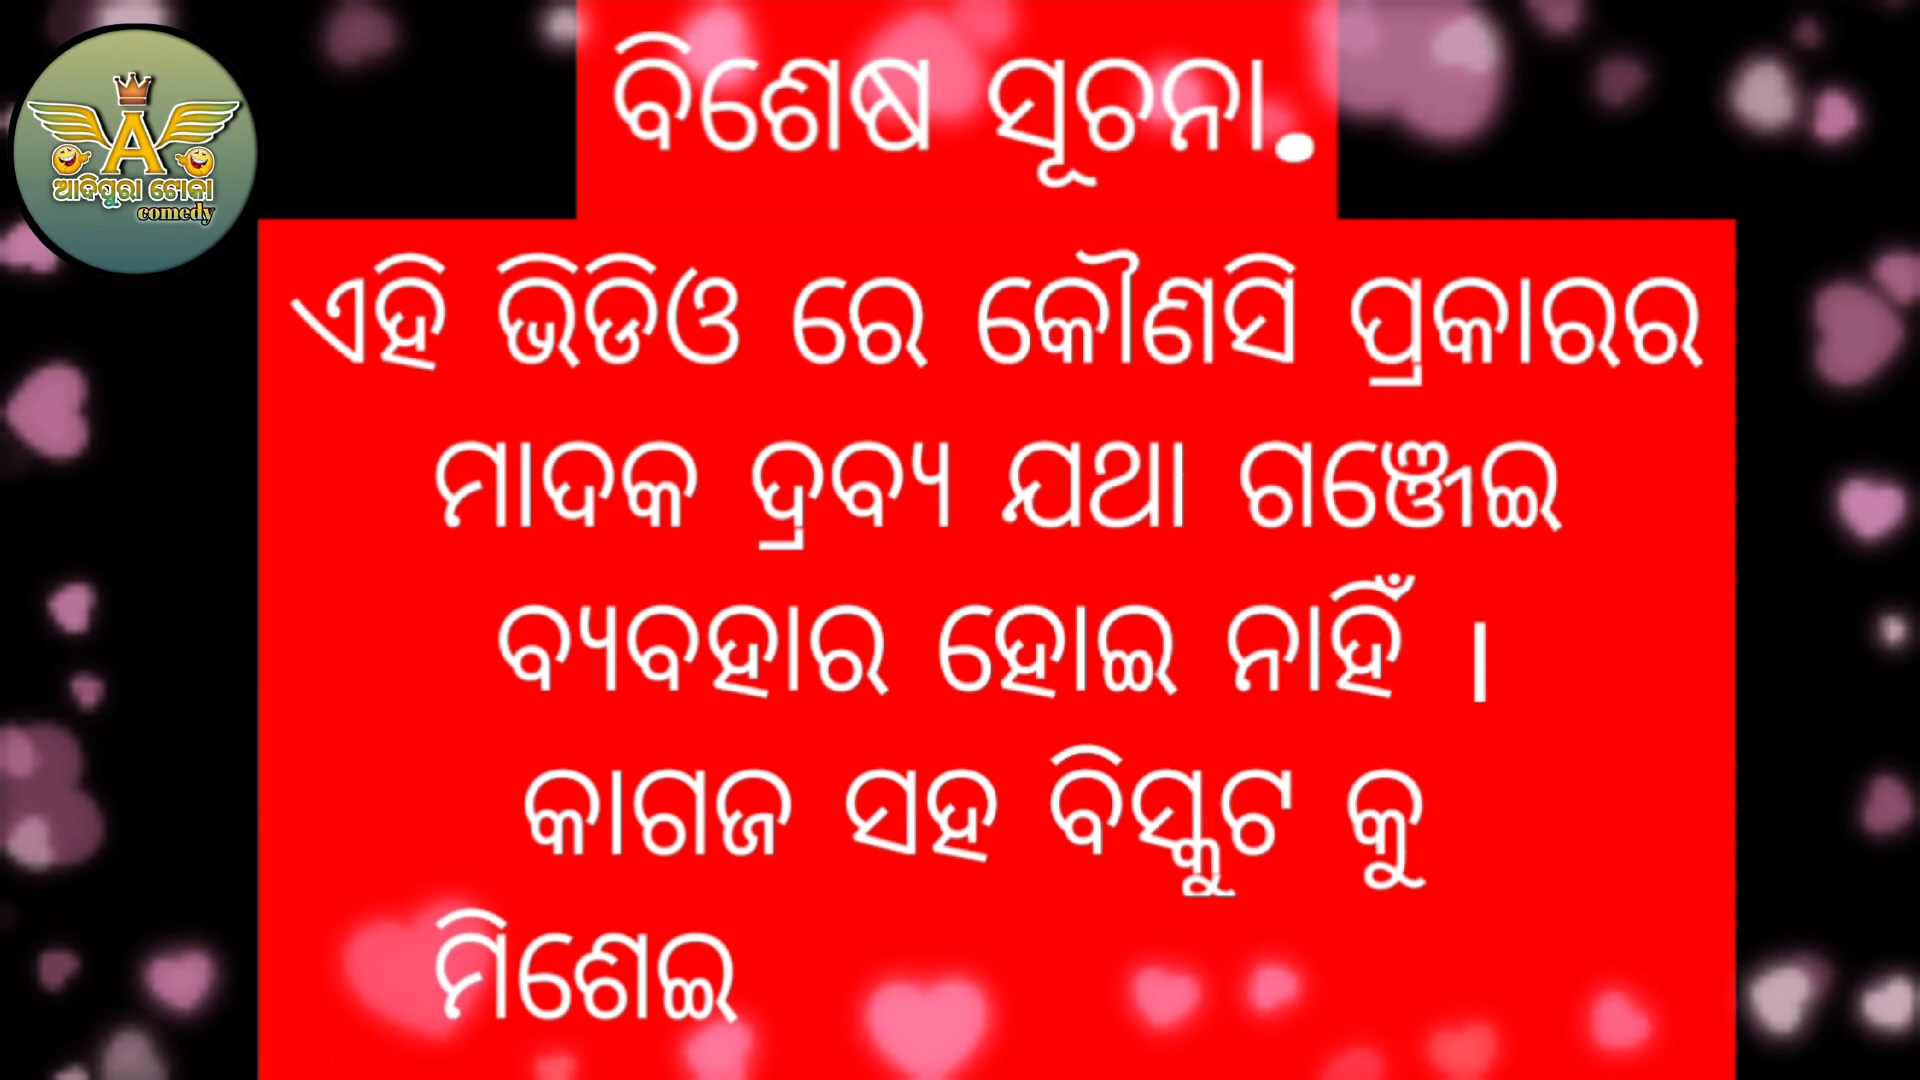 ବିଶେଷ ସୂଚନା.
A
ଆଦିପୁରା ଟୋକା
comedy
ଏହି ଭିଡିଓ ରେ କୌଣସି ପ୍ରକାରର
ମାଦକ ଦ୍ରବ୍ୟ ଯଥା ଗଞ୍ଜେଇ
ବ୍ୟବହାର ହୋଇ ନାହିଁ ।
କାଗଜ ସହ ବିସ୍କୁଟ କୁ
ମିଶେଇ